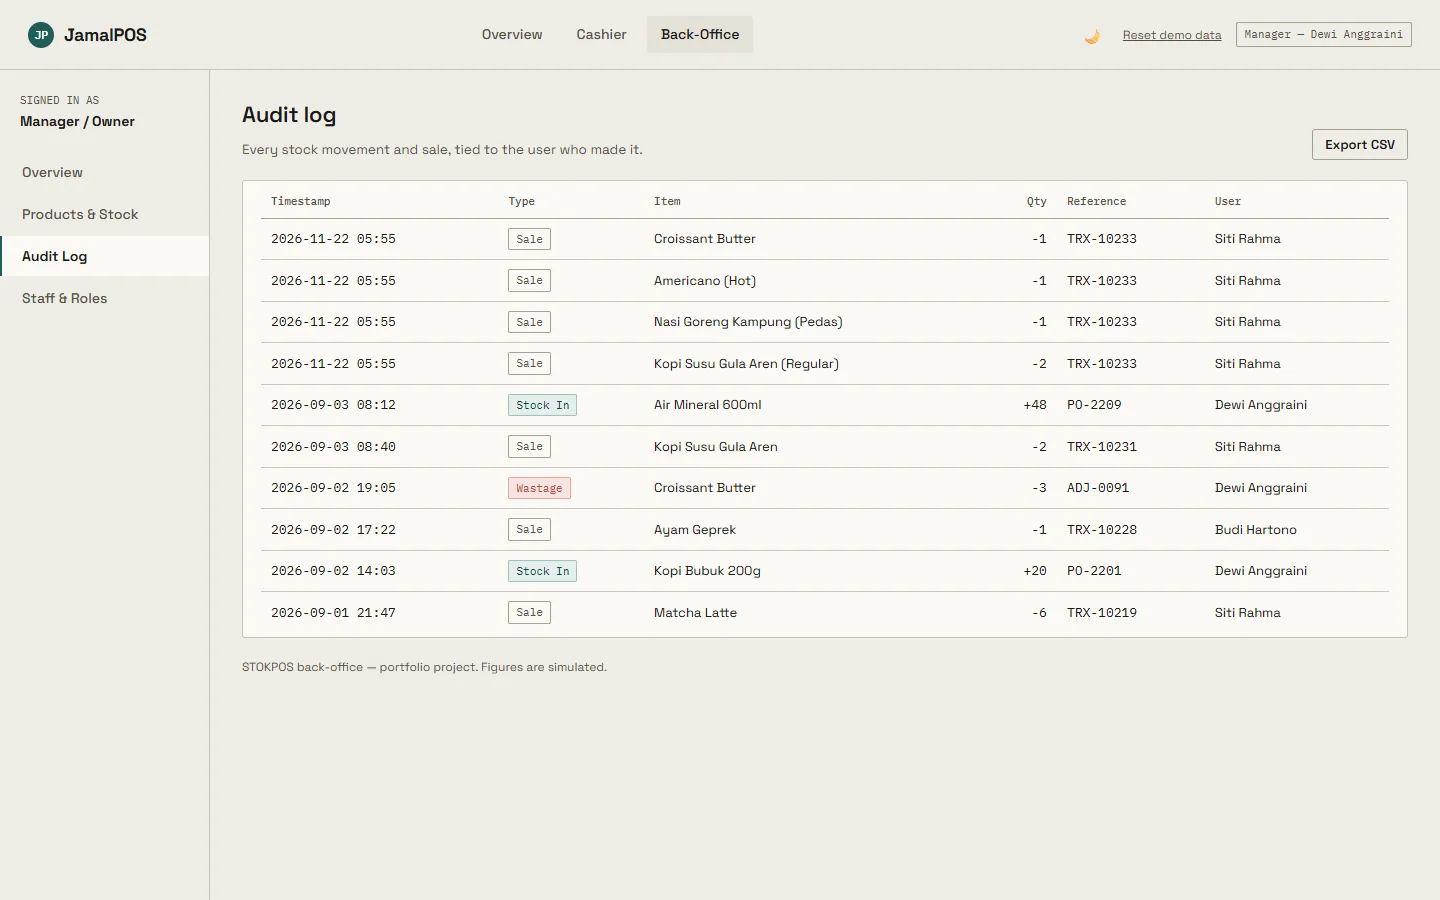 JP JamalPOS Overview Cashier Back-Office Reset demo data Manager — Dewi Anggraini
SIGNED IN AS
Manager / Owner
Overview
Products & Stock
Audit Log
Staff & Roles
Audit log
Every stock movement and sale, tied to the user who made it.
Export CSV
Timestamp Type Item Qty Reference User
2026-11-22 05:55 Sale Croissant Butter -1 TRX-10233 Siti Rahma
2026-11-22 05:55 Sale Americano (Hot) -1 TRX-10233 Siti Rahma
2026-11-22 05:55 Sale Nasi Goreng Kampung (Pedas) -1 TRX-10233 Siti Rahma
2026-11-22 05:55 Sale Kopi Susu Gula Aren (Regular) -2 TRX-10233 Siti Rahma
2026-09-03 08:12 Stock In Air Mineral 600ml +48 PO-2209 Dewi Anggraini
2026-09-03 08:40 Sale Kopi Susu Gula Aren -2 TRX-10231 Siti Rahma
2026-09-02 19:05 Wastage Croissant Butter -3 ADJ-0091 Dewi Anggraini
2026-09-02 17:22 Sale Ayam Geprek -1 TRX-10228 Budi Hartono
2026-09-02 14:03 Stock In Kopi Bubuk 200g +20 PO-2201 Dewi Anggraini
2026-09-01 21:47 Sale Matcha Latte -6 TRX-10219 Siti Rahma
STOKPOS back-office — portfolio project. Figures are simulated.